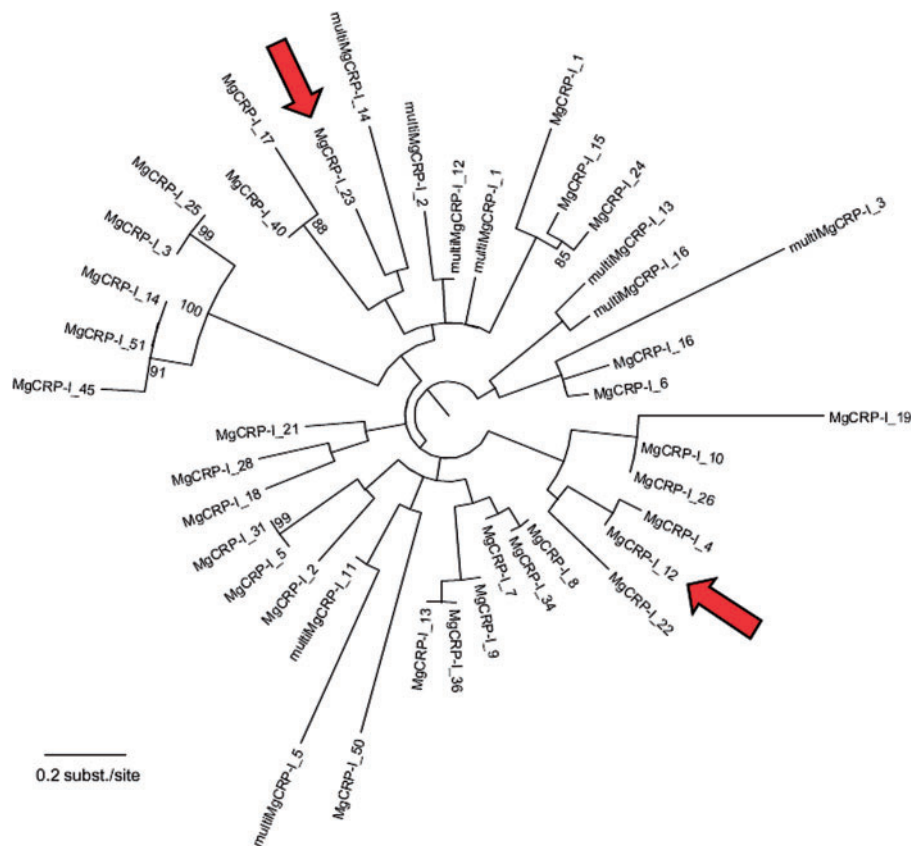 MgCRP-I_1
MgCRP-I_15
MgCRP-I_24
85
multiMgCRP-I_13
multiMgCRP-I_16
multiMgCRP-I_3
MgCRP-I_16
MgCRP-I_6
MgCRP-I_19
MgCRP-I_10
MgCRP-I_26
MgCRP-I_4
MgCRP-I_12
MgCRP-I_22
MgCRP-I_8
MgCRP-I_34
MgCRP-I_7
MgCRP-I_9
MgCRP-I_36
MgCRP-I_13
MgCRP-I_50
multiMgCRP-I_5
multiMgCRP-I_11
MgCRP-I_2
MgCRP-I_5
MgCRP-I_31
99
MgCRP-I_18
MgCRP-I_28
MgCRP-I_21
MgCRP-I_45
91
MgCRP-I_51
MgCRP-I_14
100
MgCRP-I_3
MgCRP-I_25
99
MgCRP-I_40
88
MgCRP-I_17
MgCRP-I_23
multiMgCRP-I_14
multiMgCRP-I_2
multiMgCRP-I_12
multiMgCRP-I_1
0.2 subst./site